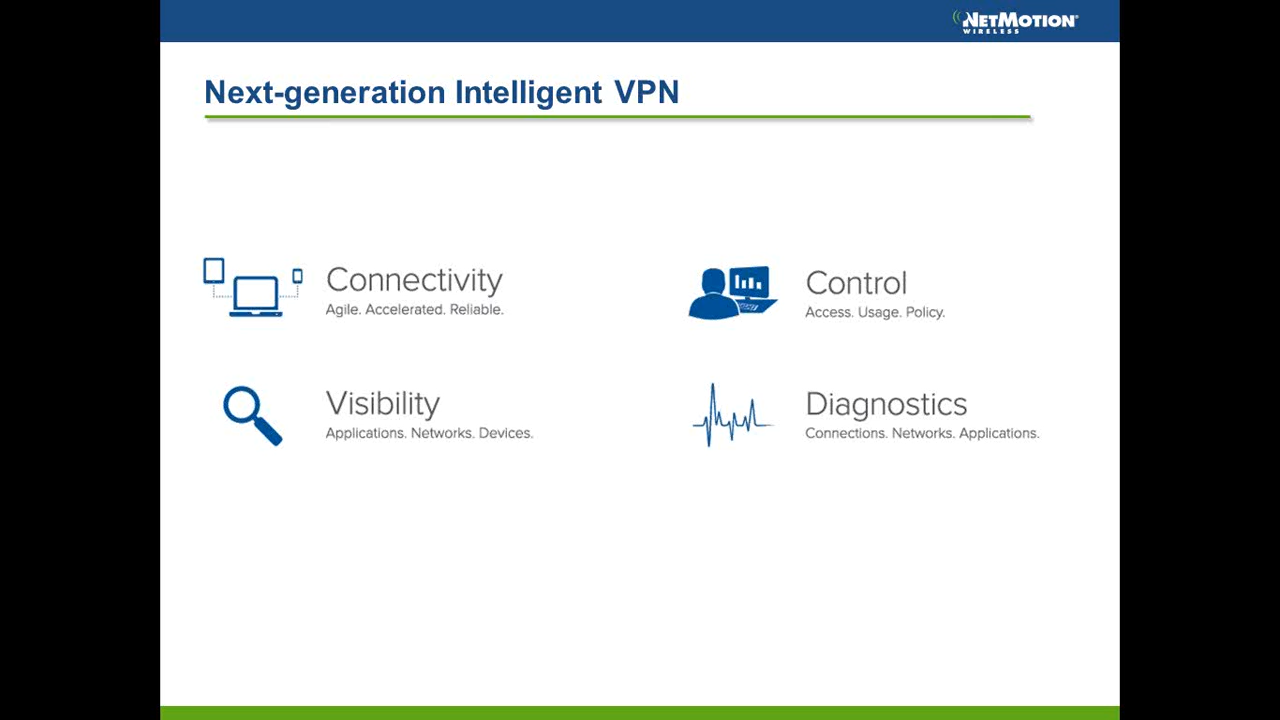 NETMOTION
WIRELESS
Next-generation Intelligent VPN
Connectivity
Agile. Accelerated. Reliable.
Control
Access. Usage. Policy.
Visibility
Applications. Networks. Devices.
Diagnostics
Connections. Networks. Applications.